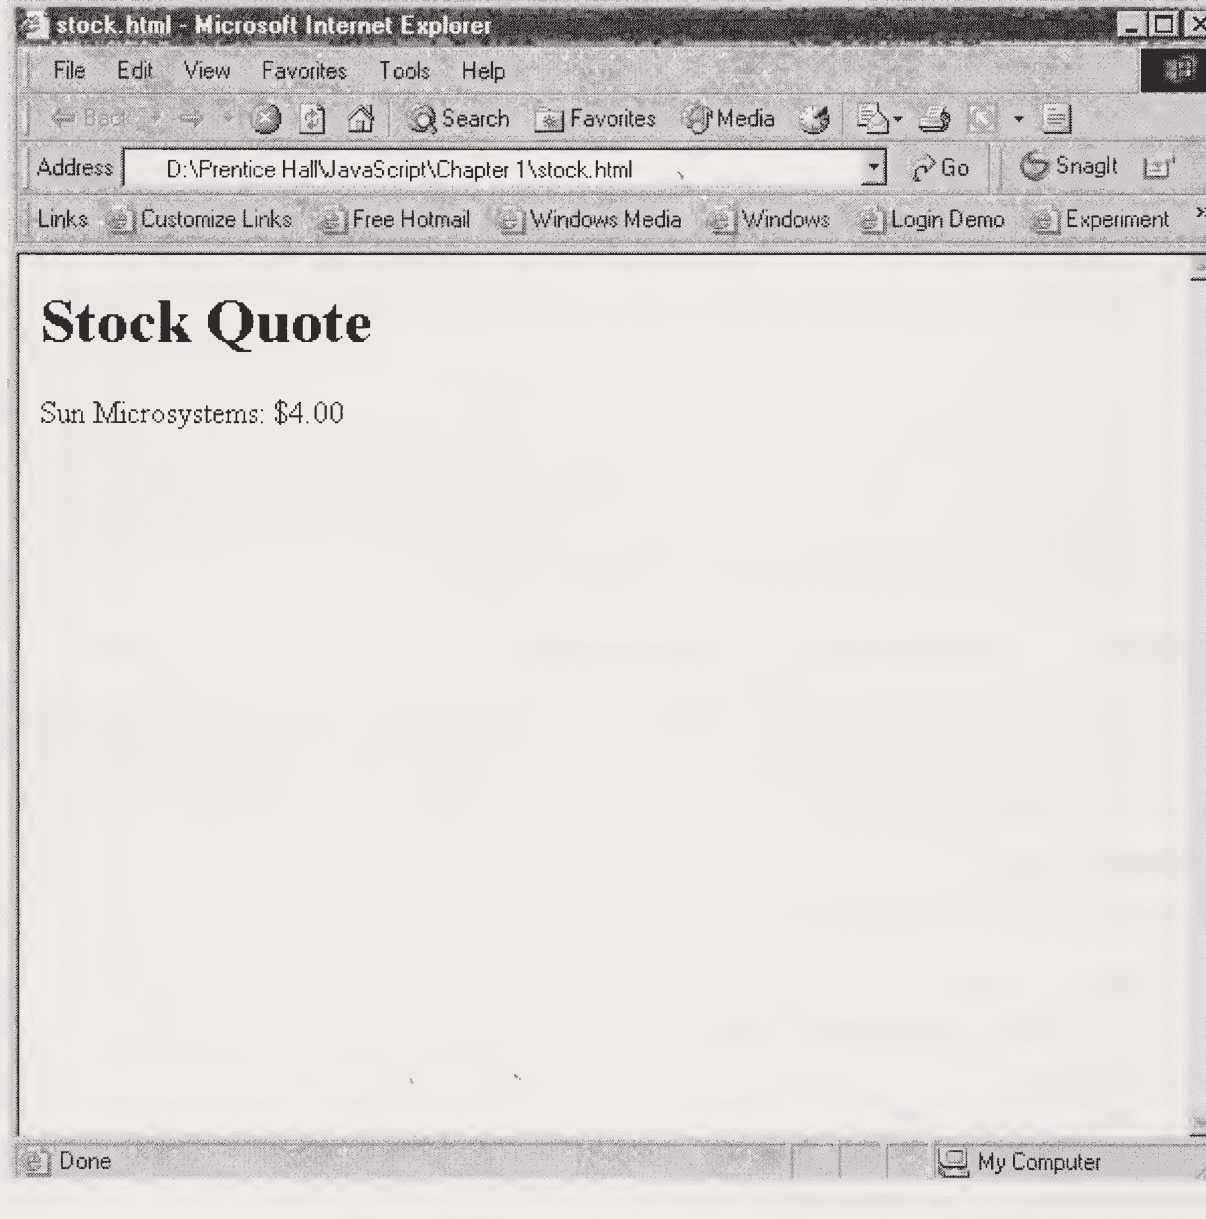 stock.html - Microsoft Internet Explorer
File Edit View Favorites Tools Help
Back Search Favorites Media
Address D:\Prentice Hall\JavaScript\Chapter 1\stock.html Go SnagIt
Links Customize Links Free Hotmail Windows Media Windows Login Demo Experiment »
Stock Quote
Sun Microsystems: $4.00
Done My Computer